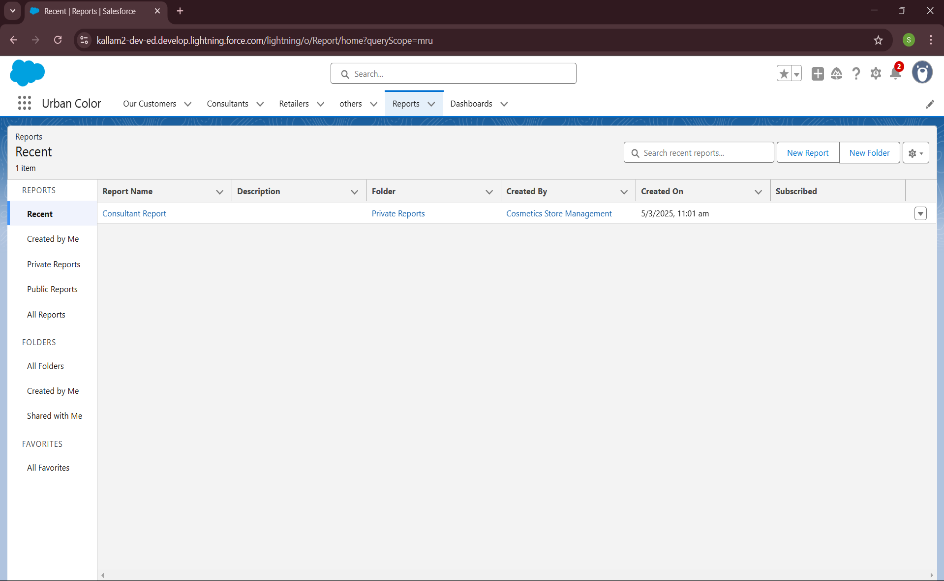 Recent | Reports | Salesforce
kallam2-dev-ed.develop.lightning.force.com/lightning/o/Report/home?queryScope=mru
S
Search...
2
Urban Color Our Customers Consultants Retailers others Reports Dashboards
Reports
Recent
1 item
Search recent reports...
New Report
New Folder
REPORTS
Report Name Description Folder Created By Created On Subscribed
Recent
Consultant Report Private Reports Cosmetics Store Management 5/3/2025, 11:01 am
Created by Me
Private Reports
Public Reports
All Reports
FOLDERS
All Folders
Created by Me
Shared with Me
FAVORITES
All Favorites